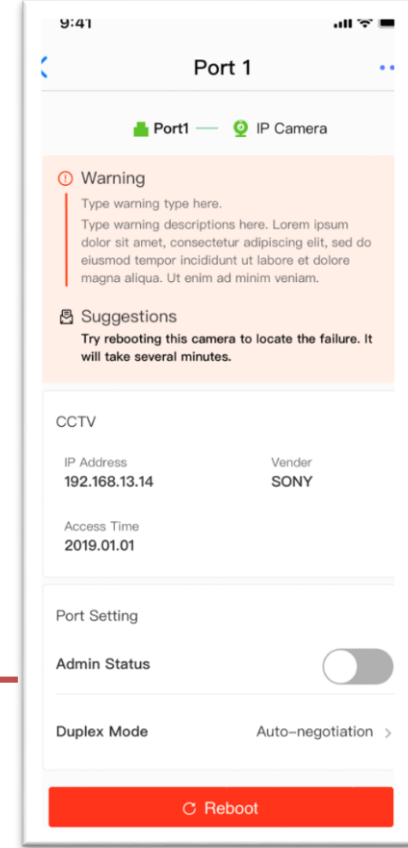 9:41
Port 1
Port1 IP Camera
Warning
Type warning type here.
Type warning descriptions here. Lorem ipsum
dolor sit amet, consectetur adipiscing elit, sed do
eiusmod tempor incididunt ut labore et dolore
magna aliqua. Ut enim ad minim veniam.
Suggestions
Try rebooting this camera to locate the failure. It
will take several minutes.
CCTV
IP Address Vender
192.168.13.14 SONY
Access Time
2019.01.01
Port Setting
Admin Status
Duplex Mode Auto-negotiation >
Reboot